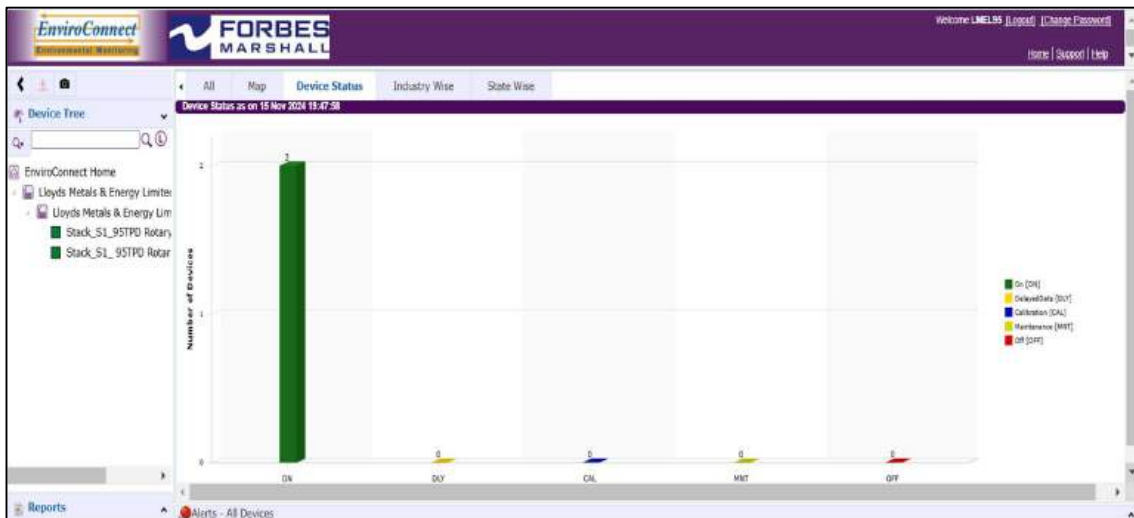 EnviroConnect
Environmental Monitoring
FORBES
MARSHALL
Welcome LMEL95 [Logout] [Change Password]
Home | Support | Help
All Map Device Status Industry Wise State Wise
Device Tree
Device Status as on 15 Nov 2024 19:47:58
EnviroConnect Home
Lloyds Metals & Energy Limite
Lloyds Metals & Energy Lim
Stack_S1_95TPD Rotary
Stack_S1_ 95TPD Rotar
Number of Devices
2
1
0
2
0
0
0
0
ON
DLY
CAL
MNT
OFF
On [ON]
DelayedData [DLY]
Calibration [CAL]
Maintenance [MNT]
Off [OFF]
Reports
Alerts - All Devices